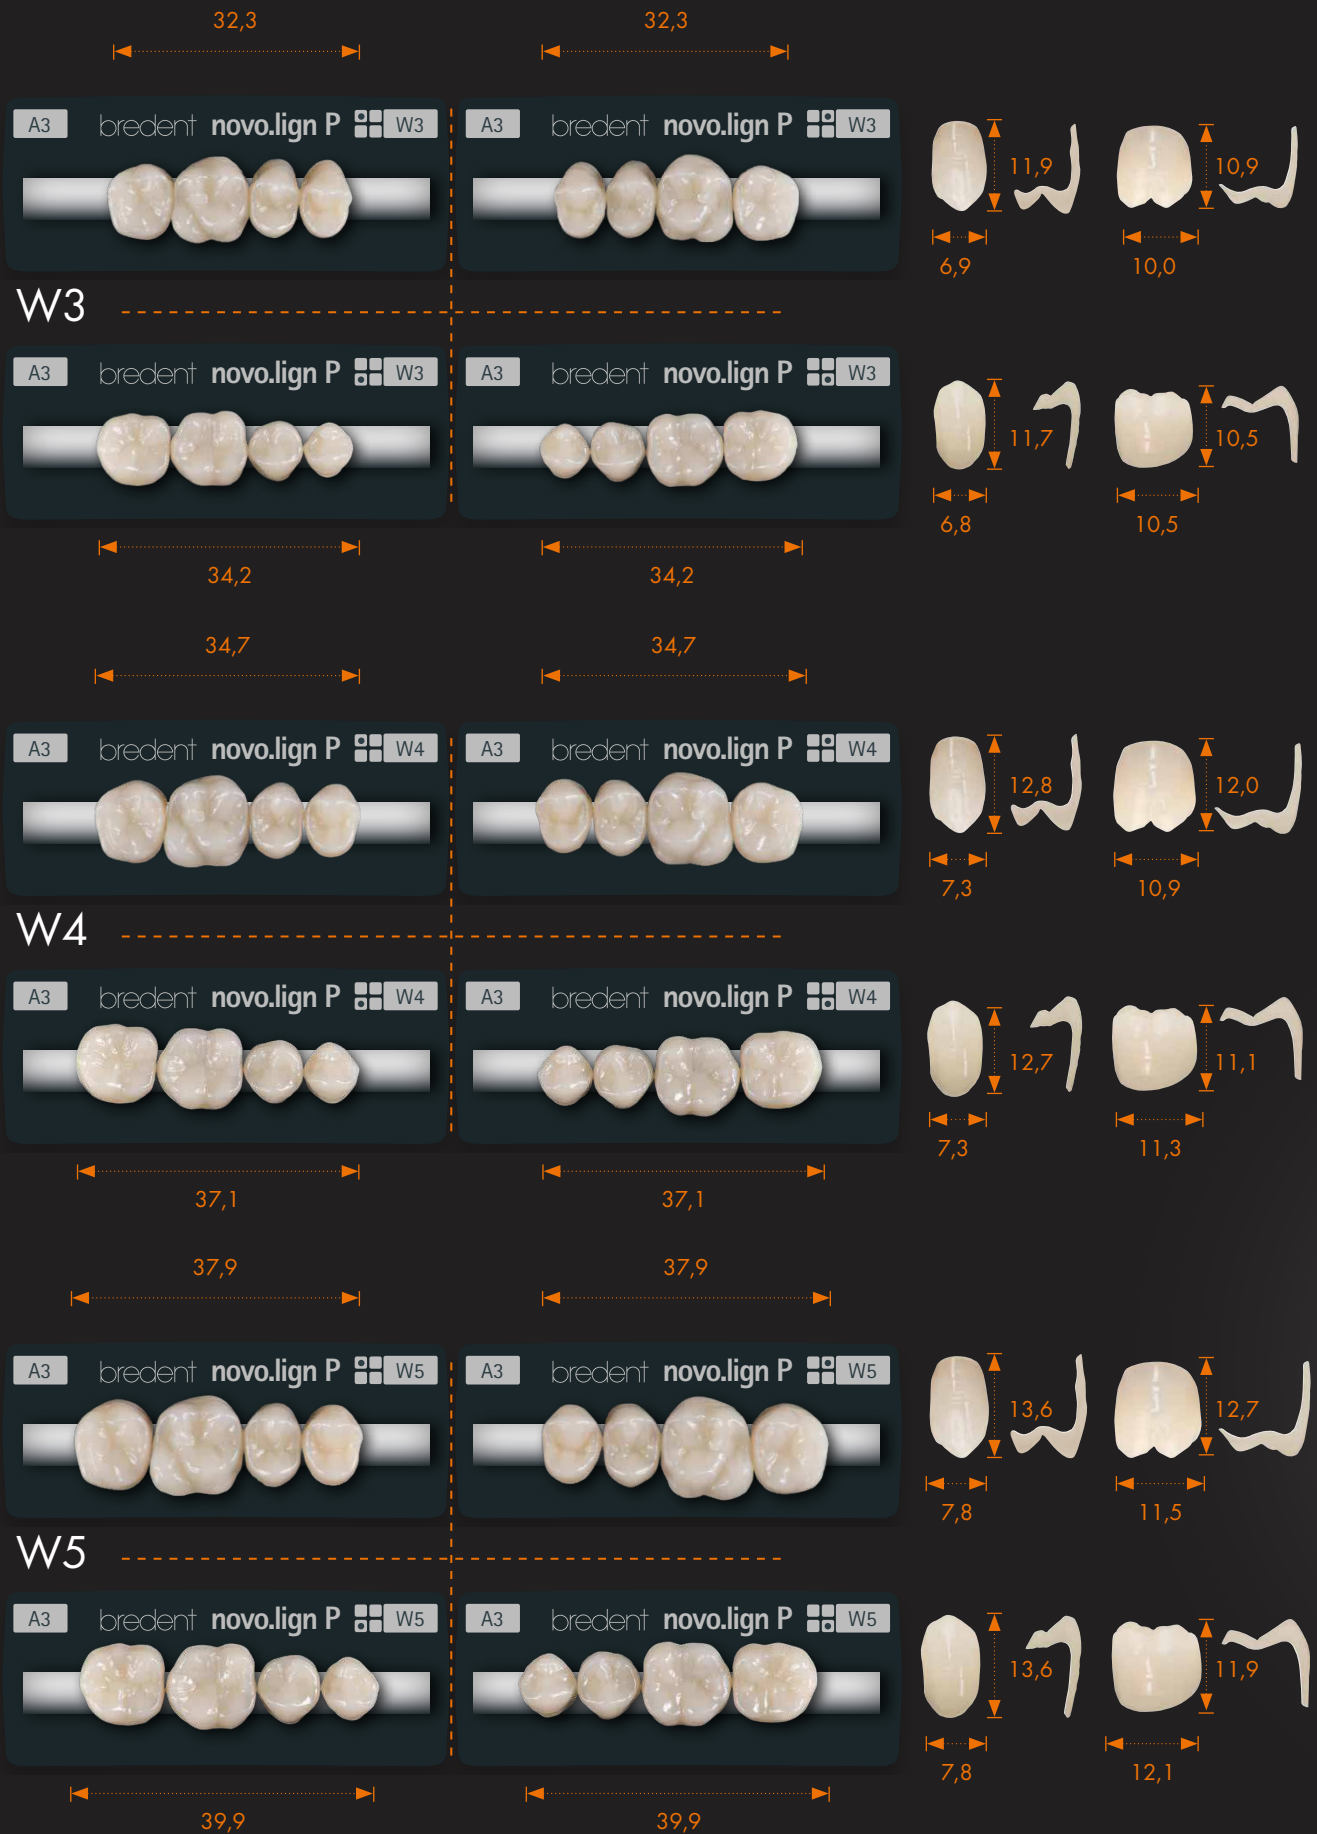 32,3 32,3
A3 bredent novo.lign P W3 A3 bredent novo.lign P W3
11,9 10,9
6,9 10,0
W3
A3 bredent novo.lign P W3 A3 bredent novo.lign P W3
11,7 10,5
6,8 10,5
34,2 34,2
34,7 34,7
A3 bredent novo.lign P W4 A3 bredent novo.lign P W4
12,8 12,0
7,3 10,9
W4
A3 bredent novo.lign P W4 A3 bredent novo.lign P W4
12,7 11,1
7,3 11,3
37,1 37,1
37,9 37,9
A3 bredent novo.lign P W5 A3 bredent novo.lign P W5
13,6 12,7
7,8 11,5
W5
A3 bredent novo.lign P W5 A3 bredent novo.lign P W5
13,6 11,9
7,8 12,1
39,9 39,9